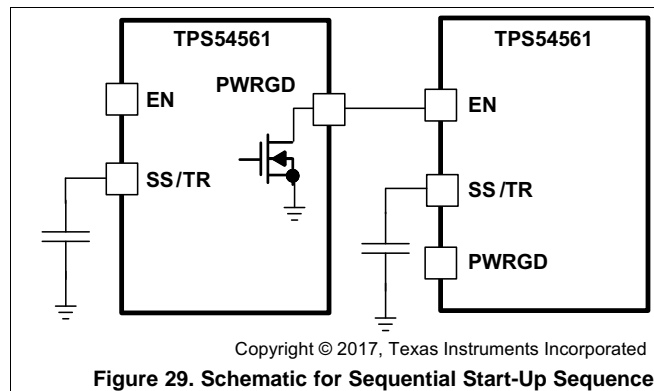 TPS54561
TPS54561
EN
PWRGD
EN
SS/TR
SS/TR
PWRGD
Copyright © 2017, Texas Instruments Incorporated
Figure 29. Schematic for Sequential Start-Up Sequence